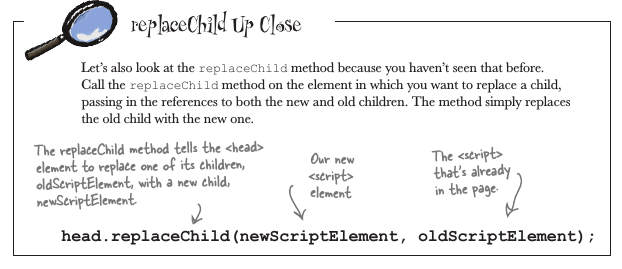 replaceChild Up Close
Let's also look at the replaceChild method because you haven't seen that before.
Call the replaceChild method on the element in which you want to replace a child,
passing in the references to both the new and old children. The method simply replaces
the old child with the new one.
The replaceChild method tells the <head>
element to replace one of its children,
oldScriptElement, with a new child,
newScriptElement.
Our new
<script>
element
The <script>
that's already
in the page.
head.replaceChild(newScriptElement, oldScriptElement);